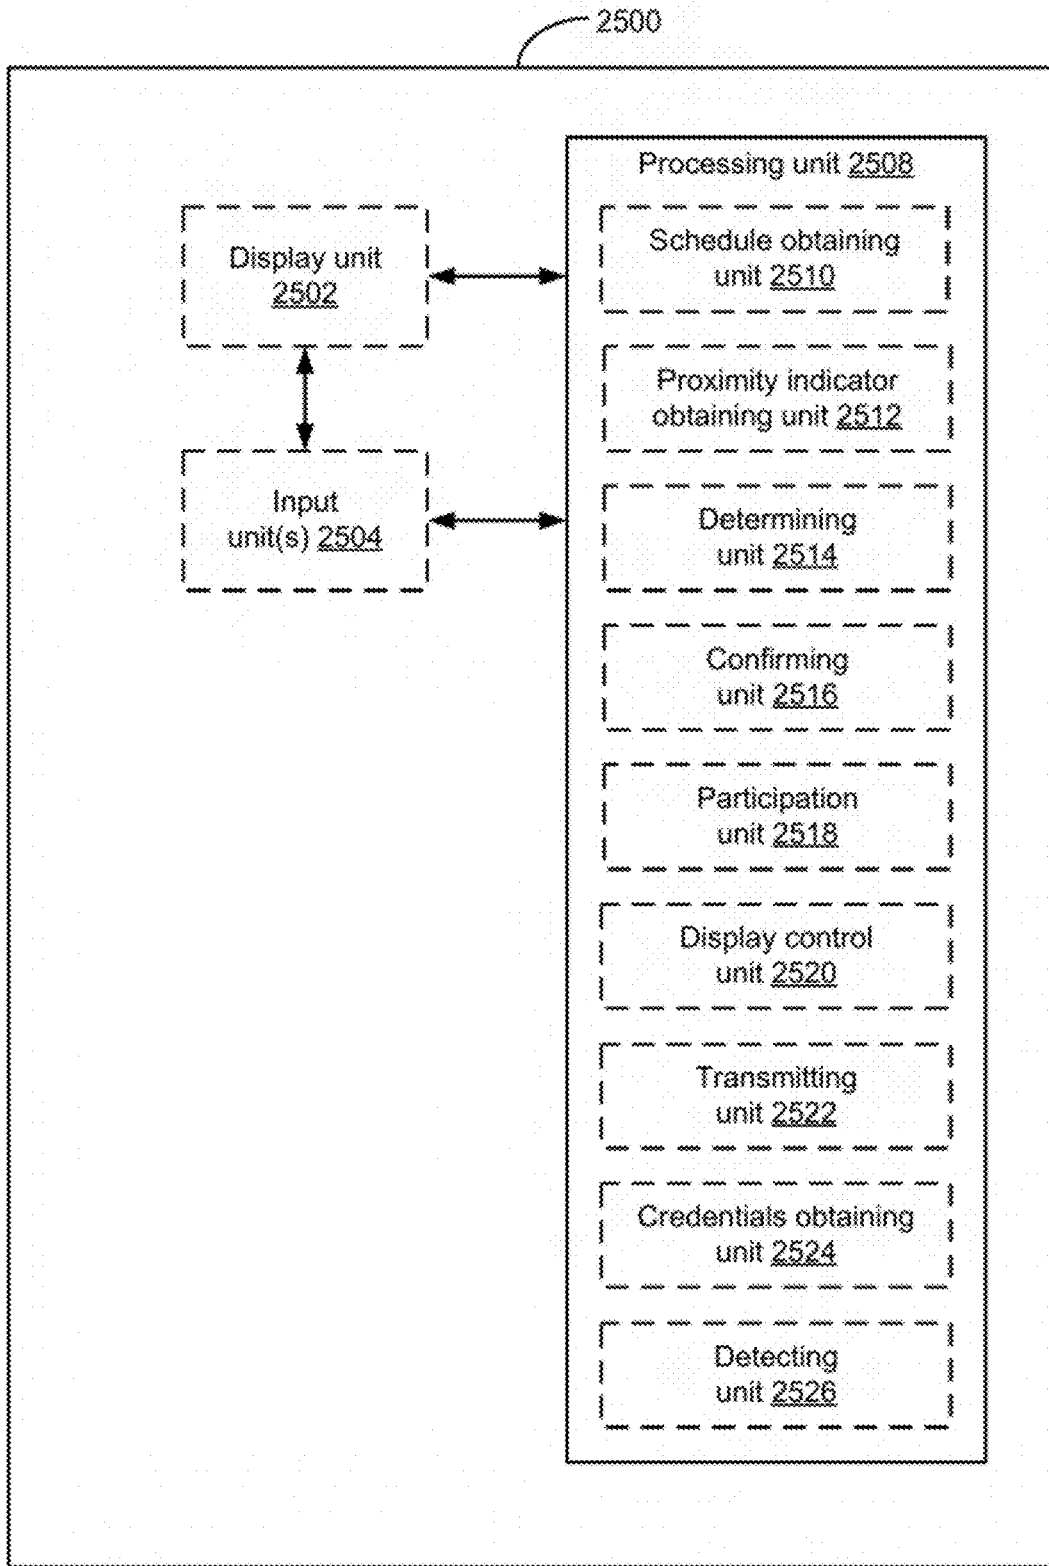 2500
Processing unit 2508
Display unit
2502
Input
unit(s) 2504
Schedule obtaining
unit 2510
Proximity indicator
obtaining unit 2512
Determining
unit 2514
Confirming
unit 2516
Participation
unit 2518
Display control
unit 2520
Transmitting
unit 2522
Credentials obtaining
unit 2524
Detecting
unit 2526